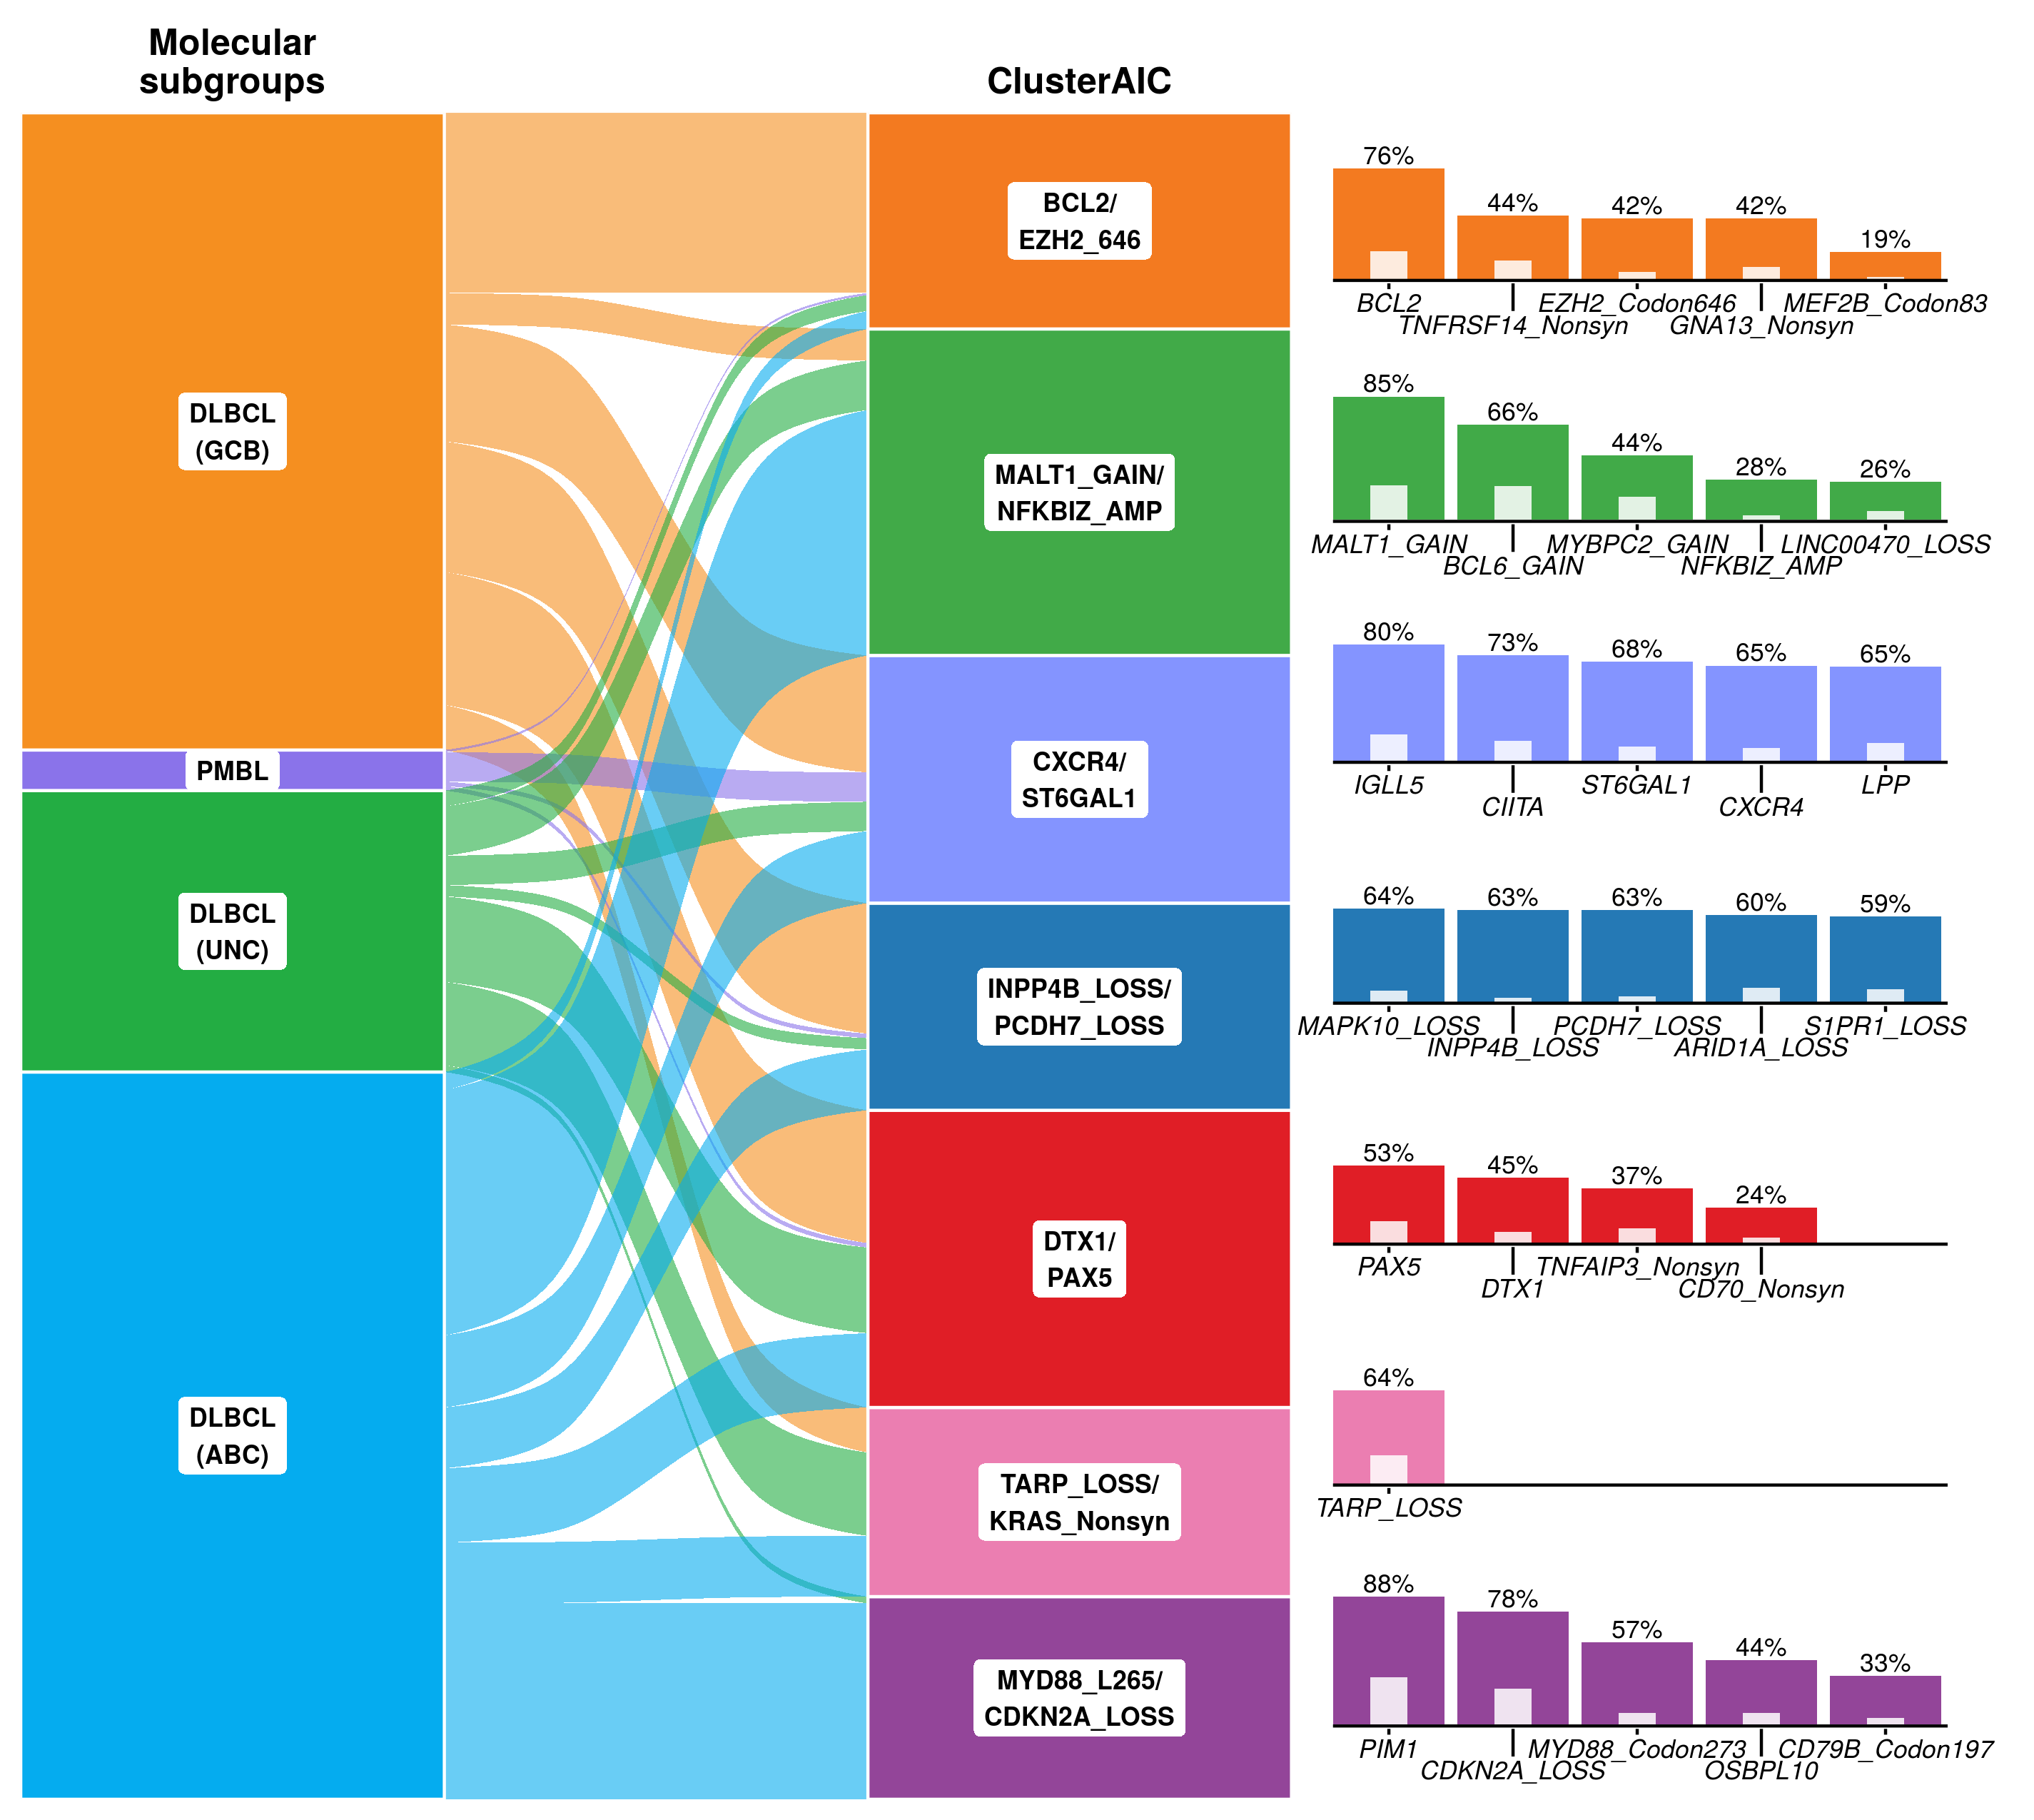 Molecular
subgroups
ClusterAIC
DLBCL
(GCB)
PMBL
DLBCL
(UNC)
DLBCL
(ABC)
BCL2/
EZH2_646
MALT1_GAIN/
NFKBIZ_AMP
CXCR4/
ST6GAL1
INPP4B_LOSS/
PCDH7_LOSS
DTX1/
PAX5
TARP_LOSS/
KRAS_Nonsyn
MYD88_L265/
CDKN2A_LOSS
76% 44% 42% 42% 19%
BCL2 EZH2_Codon646 MEF2B_Codon83
TNFRSF14_Nonsyn GNA13_Nonsyn
85% 66% 44% 28% 26%
MALT1_GAIN MYBPC2_GAIN LINC00470_LOSS
BCL6_GAIN NFKBIZ_AMP
80% 73% 68% 65% 65%
IGLL5 ST6GAL1 LPP
CIITA CXCR4
64% 63% 63% 60% 59%
MAPK10_LOSS PCDH7_LOSS S1PR1_LOSS
INPP4B_LOSS ARID1A_LOSS
53% 45% 37% 24%
PAX5 TNFAIP3_Nonsyn
DTX1 CD70_Nonsyn
64%
TARP_LOSS
88% 78% 57% 44% 33%
PIM1 MYD88_Codon273 CD79B_Codon197
CDKN2A_LOSS OSBPL10